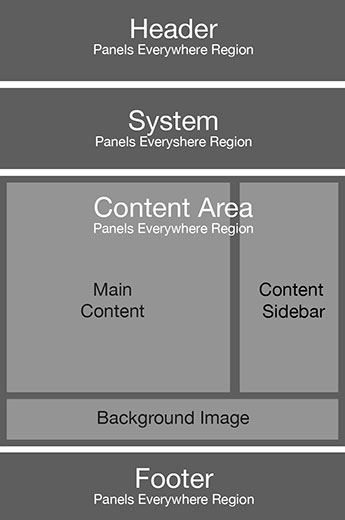 Header
Panels Everywhere Region
System
Panels Everyshere Region
Content Area
Panels Everywhere Region
Main
Content
Content
Sidebar
Background Image
Footer
Panels Everywhere Region